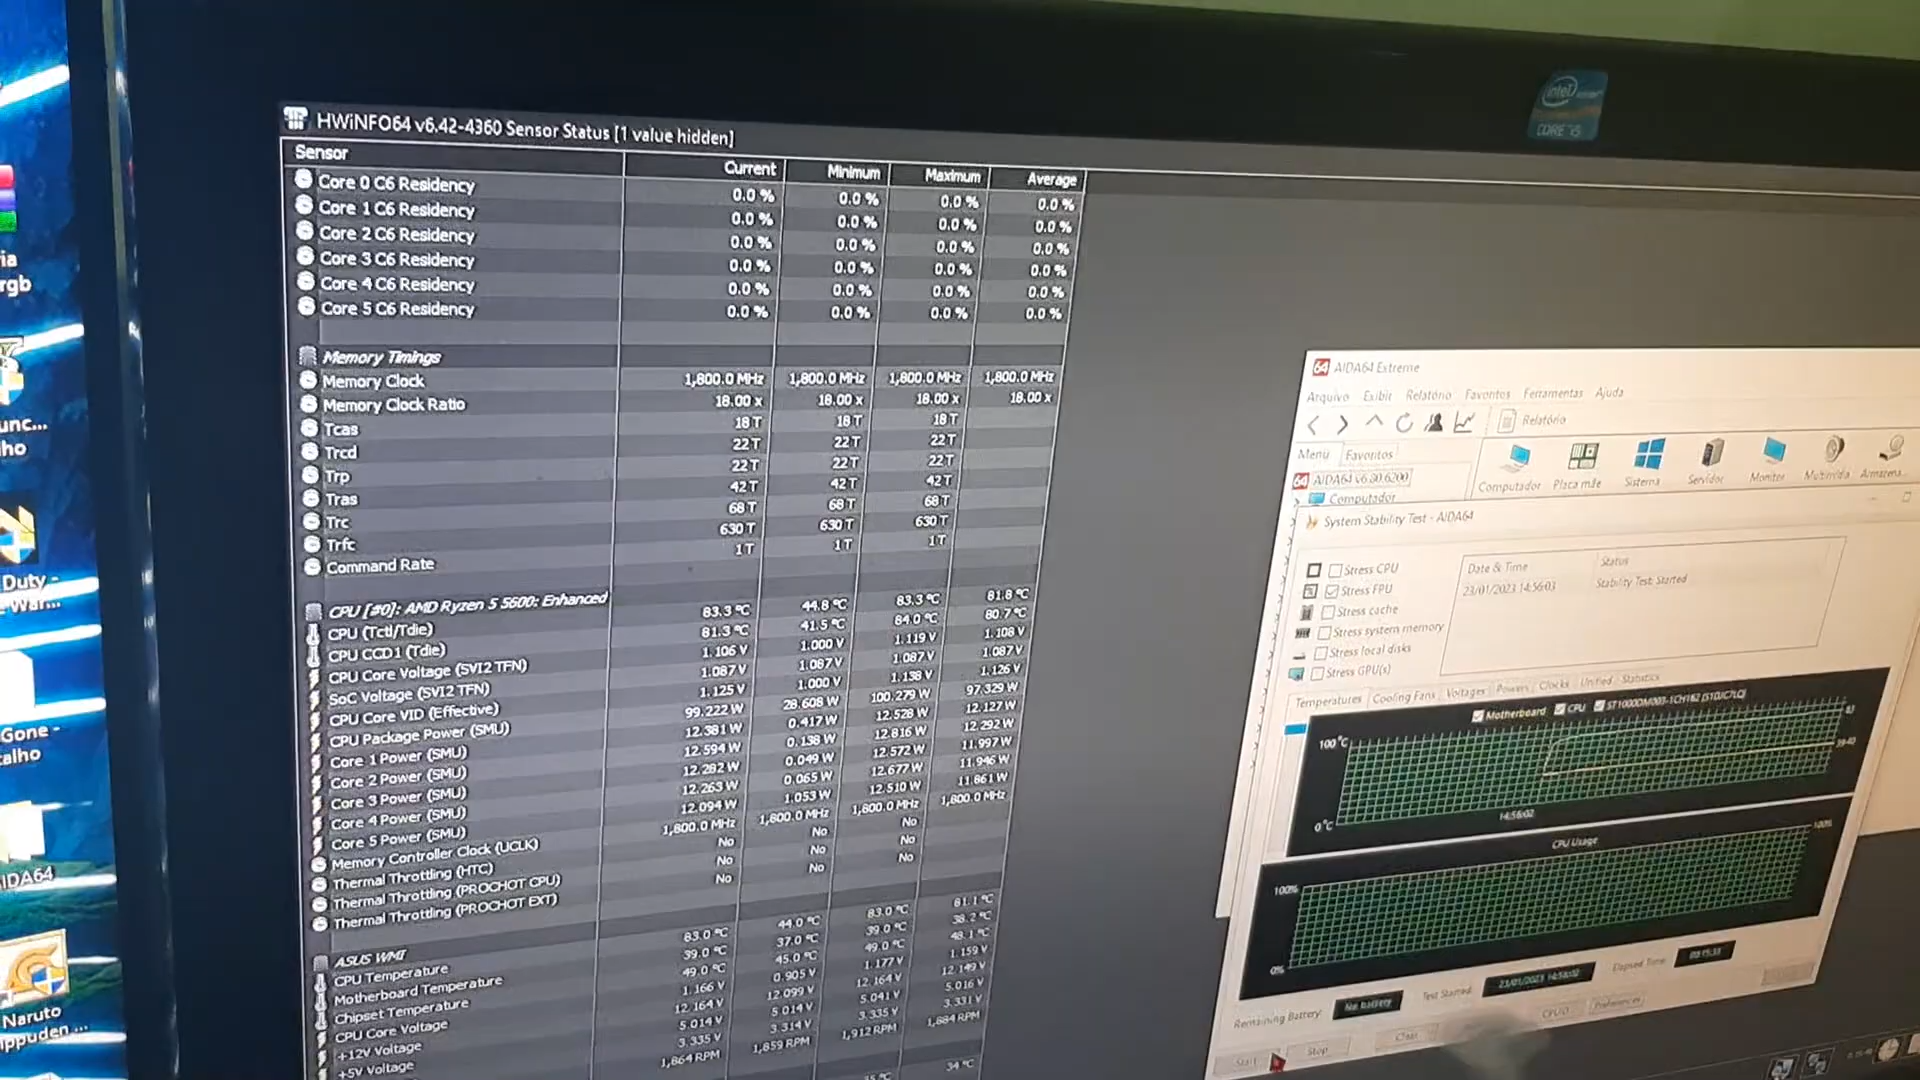 intel
CORE i5
HWiNFO64 v6.42-4360 Sensor Status [1 value hidden]
Sensor Current Minimum Maximum Average
Core 0 C6 Residency 0.0 % 0.0 % 0.0 % 0.0 %
Core 1 C6 Residency 0.0 % 0.0 % 0.0 % 0.0 %
Core 2 C6 Residency 0.0 % 0.0 % 0.0 % 0.0 %
Core 3 C6 Residency 0.0 % 0.0 % 0.0 % 0.0 %
Core 4 C6 Residency 0.0 % 0.0 % 0.0 % 0.0 %
Core 5 C6 Residency 0.0 % 0.0 % 0.0 % 0.0 %
Memory Timings
Memory Clock 1,800.0 MHz 1,800.0 MHz 1,800.0 MHz 1,800.0 MHz
Memory Clock Ratio 18.00 x 18.00 x 18.00 x 18.00 x
Tcas 18 T 18 T 18 T
Trcd 22 T 22 T 22 T
Trp 22 T 22 T 22 T
Tras 42 T 42 T 42 T
Trc 68 T 68 T 68 T
Trfc 630 T 630 T 630 T
Command Rate 1 T 1 T 1 T
CPU [#0]: AMD Ryzen 5 5600: Enhanced
CPU (Tctl/Tdie) 83.3 °C 44.8 °C 83.3 °C 81.8 °C
CPU CCD1 (Tdie) 81.3 °C 41.5 °C 84.0 °C 80.7 °C
CPU Core Voltage (SVI2 TFN) 1.106 V 1.000 V 1.119 V 1.108 V
SoC Voltage (SVI2 TFN) 1.087 V 1.087 V 1.087 V 1.087 V
CPU Core VID (Effective) 1.125 V 1.000 V 1.138 V 1.126 V
CPU Package Power (SMU) 99.222 W 28.608 W 100.279 W 97.329 W
Core 1 Power (SMU) 12.381 W 0.417 W 12.528 W 12.127 W
Core 2 Power (SMU) 12.594 W 0.138 W 12.816 W 12.292 W
Core 3 Power (SMU) 12.282 W 0.049 W 12.572 W 11.997 W
Core 4 Power (SMU) 12.263 W 0.065 W 12.677 W 11.946 W
Core 5 Power (SMU) 12.094 W 1.053 W 12.510 W 11.861 W
Memory Controller Clock (UCLK) 1,800.0 MHz 1,800.0 MHz 1,800.0 MHz 1,800.0 MHz
Thermal Throttling (HTC) No No No
Thermal Throttling (PROCHOT CPU) No No No
Thermal Throttling (PROCHOT EXT) No No No
ASUS WMI
CPU Temperature 83.0 °C 44.0 °C 83.0 °C 81.1 °C
Motherboard Temperature 39.0 °C 37.0 °C 39.0 °C 38.2 °C
Chipset Temperature 49.0 °C 45.0 °C 49.0 °C 48.1 °C
CPU Core Voltage 1.166 V 0.905 V 1.177 V 1.159 V
+12V Voltage 12.164 V 12.099 V 12.164 V 12.149 V
+5V Voltage 5.014 V 5.014 V 5.041 V 5.016 V
3.335 V 3.314 V 3.335 V 3.331 V
1,864 RPM 1,859 RPM 1,912 RPM 1,884 RPM
35 °C 34 °C
AIDA64 Extreme
Arquivo Exibir Relatório Favoritos Ferramentas Ajuda
Relatório
Menu Favoritos
AIDA64 v6.80.6200
Computador
Computador Placa mãe Sistema Servidor Monitor Multimídia Armazena...
System Stability Test - AIDA64
Stress CPU
Stress FPU
Stress cache
Stress system memory
Stress local disks
Stress GPU(s)
Date & Time Status
23/01/2023 14:56:03 Stability Test: Started
Temperatures Cooling Fans Voltages Powers Clocks Unified Statistics
Motherboard CPU
100°C
0°C
14:56:02
CPU Usage
100% 100%
0%
Remaining Battery: No battery Test Started: 23/01/2023 14:56:02 Elapsed Time:
Start Stop Clear CPUID Preferences
ia
rgb
unc...
lho
Duty -
War...
Gone -
alho
IDA64
Naruto
ippuden ...